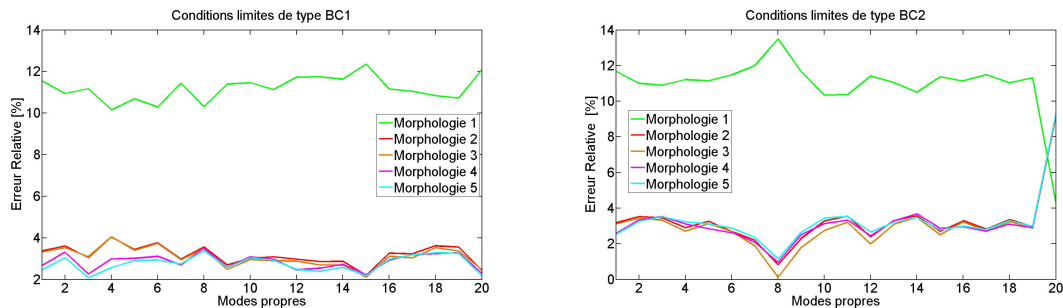 Conditions limites de type BC1
14
12
10
8
6
4
2
Erreur Relative [%]
Morphologie 1
Morphologie 2
Morphologie 3
Morphologie 4
Morphologie 5
2 4 6 8 10 12 14 16 18 20
Modes propres
Conditions limites de type BC2
14
12
10
8
6
4
2
0
Erreur Relative [%]
Morphologie 1
Morphologie 2
Morphologie 3
Morphologie 4
Morphologie 5
2 4 6 8 10 12 14 16 18 20
Modes propres